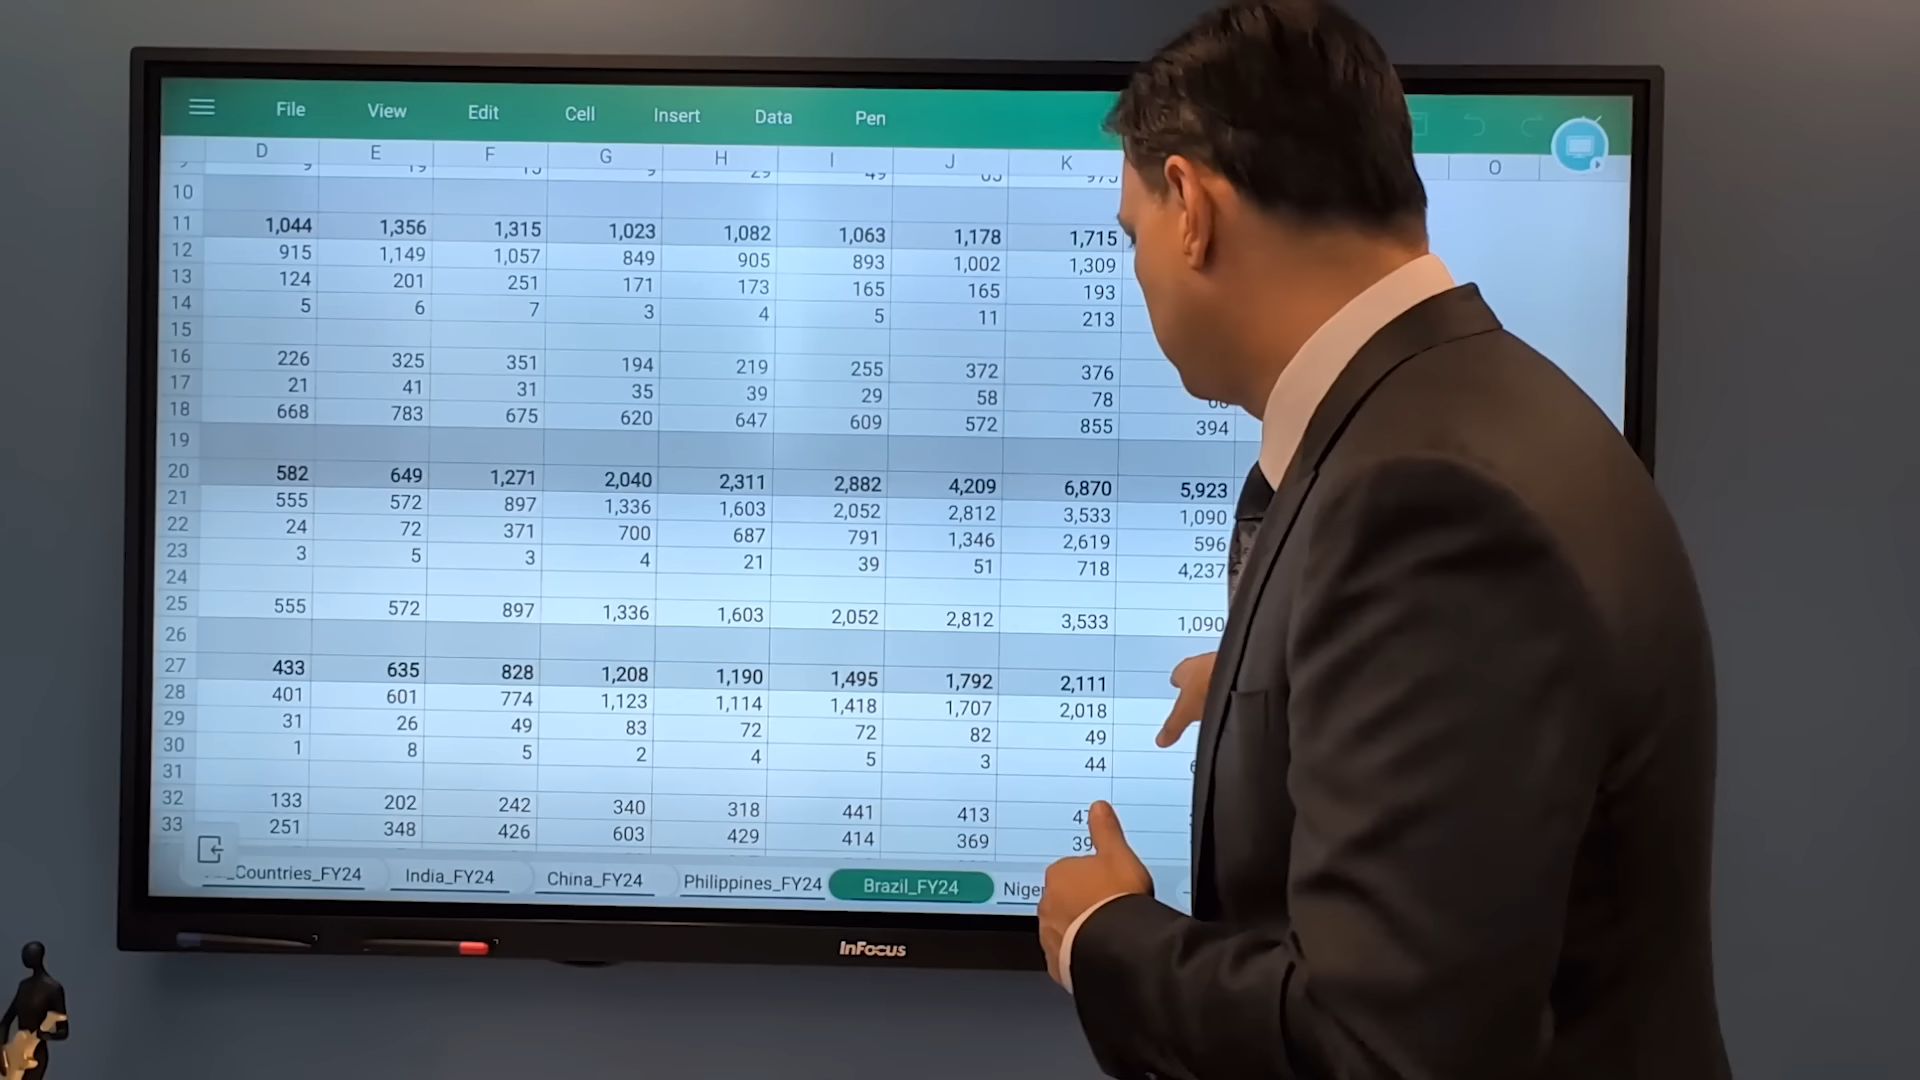 File View Edit Cell Insert Data Pen
D E F G H I J K O
10
11 1,044 1,356 1,315 1,023 1,082 1,063 1,178 1,715
12 915 1,149 1,057 849 905 893 1,002 1,309
13 124 201 251 171 173 165 165 193
14 5 6 7 3 4 5 11 213
15
16 226 325 351 194 219 255 372 376
17 21 41 31 35 39 29 58 78
18 668 783 675 620 647 609 572 855 394
19
20 582 649 1,271 2,040 2,311 2,882 4,209 6,870 5,923
21 555 572 897 1,336 1,603 2,052 2,812 3,533 1,090
22 24 72 371 700 687 791 1,346 2,619 596
23 3 5 3 4 21 39 51 718 4,237
24
25 555 572 897 1,336 1,603 2,052 2,812 3,533 1,090
26
27 433 635 828 1,208 1,190 1,495 1,792 2,111
28 401 601 774 1,123 1,114 1,418 1,707 2,018
29 31 26 49 83 72 72 82 49
30 1 8 5 2 4 5 3 44
31
32 133 202 242 340 318 441 413
33 251 348 426 603 429 414 369
_Countries_FY24 India_FY24 China_FY24 Philippines_FY24 Brazil_FY24
InFocus